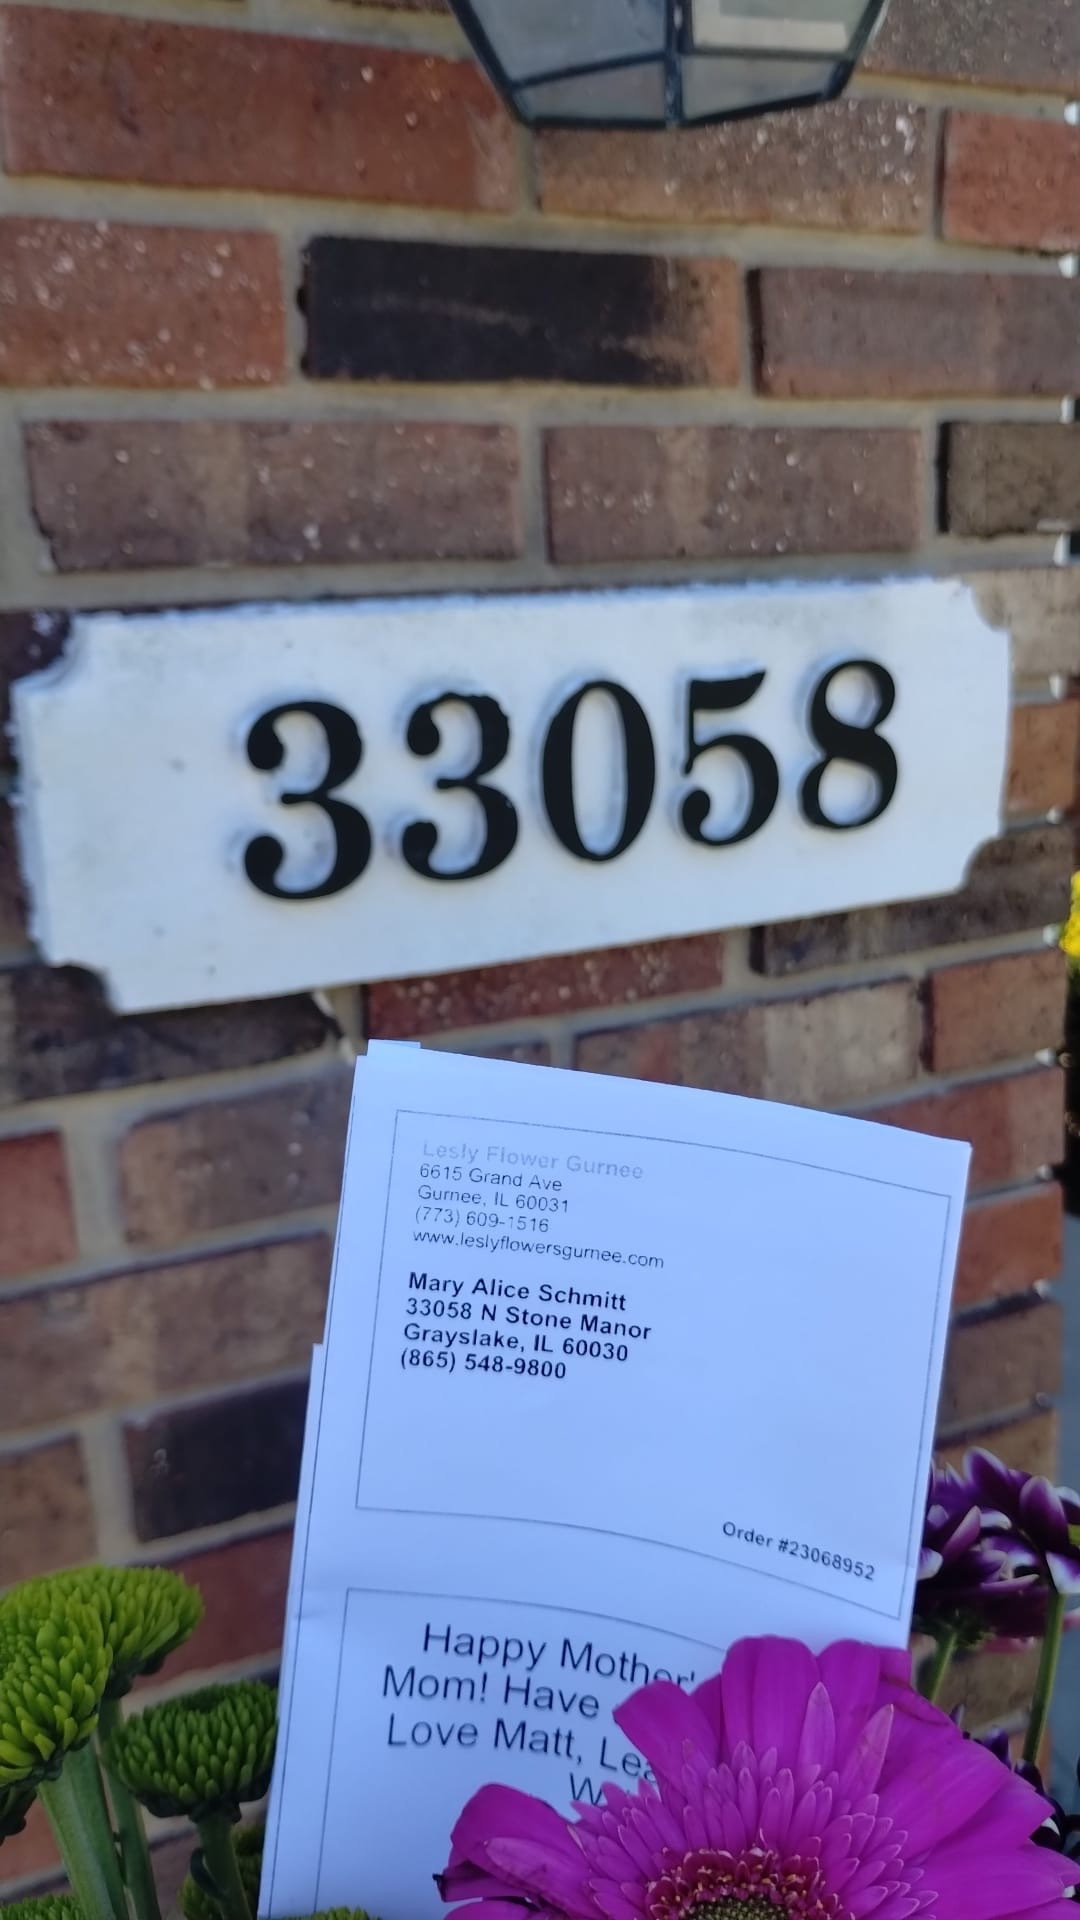 33058
Lesly Flower Gurnee
6615 Grand Ave
Gurnee, IL 60031
(773) 609-1516
www.leslyflowersgurnee.com
Mary Alice Schmitt
33058 N Stone Manor
Grayslake, IL 60030
(865) 548-9800
Order #23068952
Happy Mother'
Mom! Have
Love Matt,